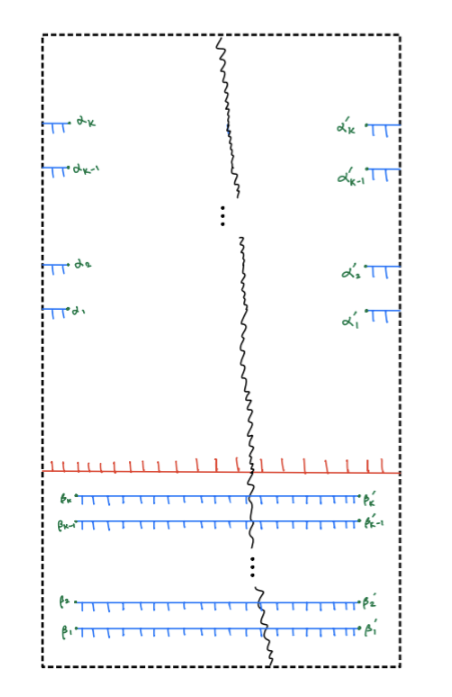 α_k α'_k
α_{k-1} α'_{k-1}
⋮
α_2 α'_2
α_1 α'_1
β_k β'_k
β_{k-1} β'_{k-1}
⋮
β_2 β'_2
β_1 β'_1